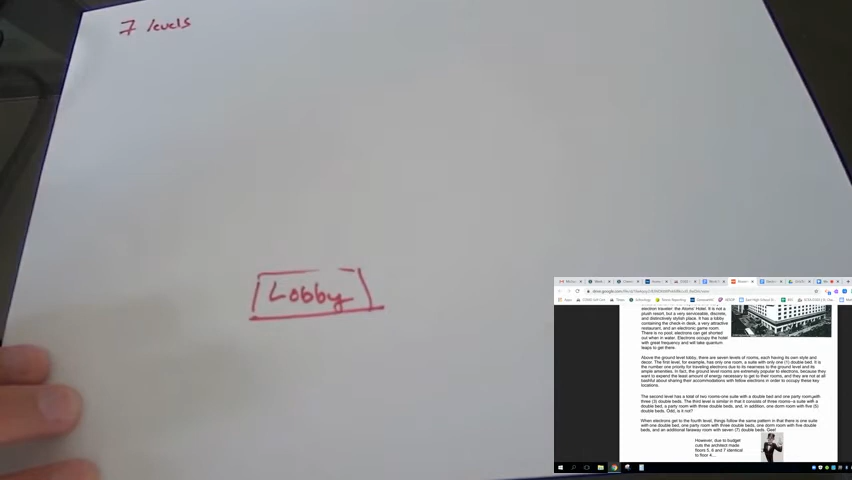 7 levels
Lobby
electron traveler: the Atomic Hotel. It is not a
plush resort, but a very serviceable, discrete,
and distinctively stylish place. It has a lobby
containing the check-in desk, a very attractive
restaurant, and an electronic game room.
There is no pool; electrons can get shorted
out when in water. Electrons occupy the hotel
with great frequency and will take quantum
leaps to get there.
Above the ground level lobby, there are seven levels of rooms, each having its own style and
decor. The first level, for example, has only one room, a suite with only one (1) double bed. It
is the number one priority for traveling electrons due to its nearness to the ground level and its
simple amenities. In fact, the ground level rooms are extremely popular to electrons, because they
want to expend the least amount of energy necessary to get to their rooms, and they are not at all
bashful about sharing their accommodations with fellow electrons in order to occupy these key
locations.
The second level has a total of two rooms-one suite with a double bed and one party room with
three (3) double beds. The third level is similar in that it consists of three rooms--a suite with a
double bed, a party room with three double beds, and, in addition, one dorm room with five (5)
double beds. Odd, is it not?
When electrons get to the fourth level, things follow the same pattern in that there is one suite
with one double bed, one party room with three double beds, one dorm room with five double
beds, and an additional faraway room with seven (7) double beds. Gee!
However, due to budget
cuts the architect made
floors 5, 6 and 7 identical
to floor 4...